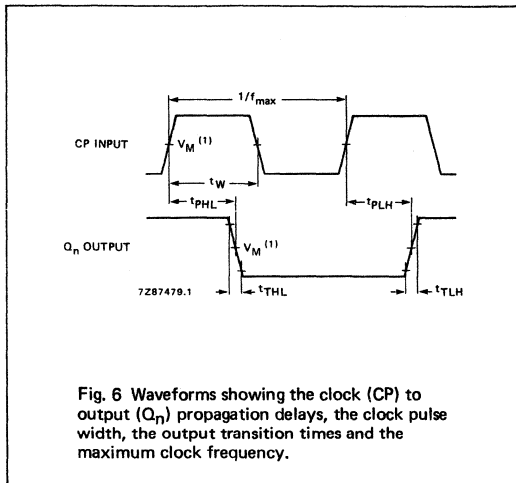 1/fmax
CP INPUT
VM (1)
tW
tPHL
tPLH
Qn OUTPUT
VM (1)
7Z87479.1
tTHL
tTLH
Fig. 6 Waveforms showing the clock (CP) to
output (Qn) propagation delays, the clock pulse
width, the output transition times and the
maximum clock frequency.